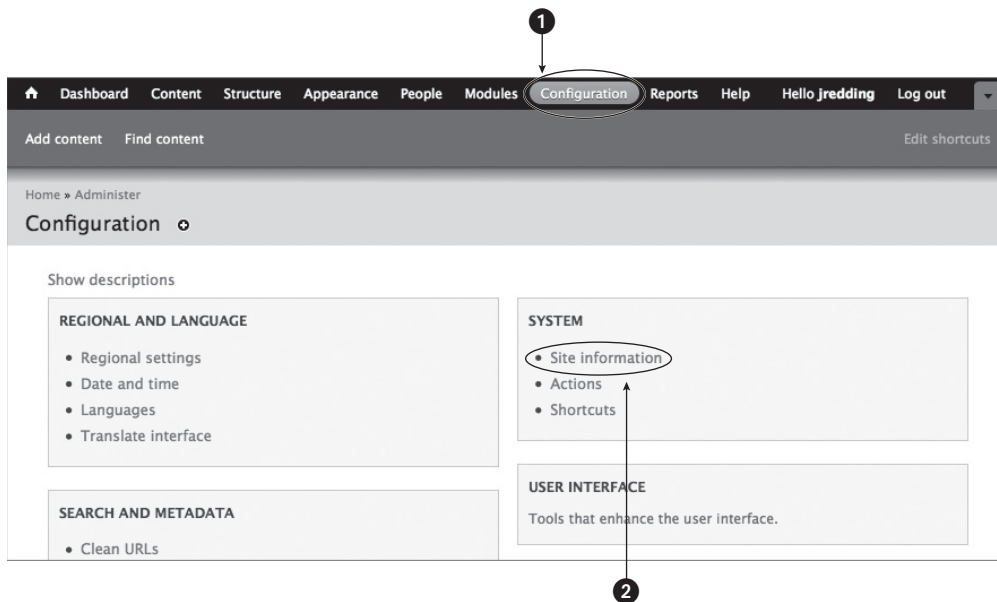 1
Dashboard Content Structure Appearance People Modules Configuration Reports Help Hello jredding Log out
Add content Find content Edit shortcuts
Home » Administer
Configuration
Show descriptions
REGIONAL AND LANGUAGE
• Regional settings
• Date and time
• Languages
• Translate interface
SEARCH AND METADATA
• Clean URLs
SYSTEM
• Site information
• Actions
• Shortcuts
USER INTERFACE
Tools that enhance the user interface.
2